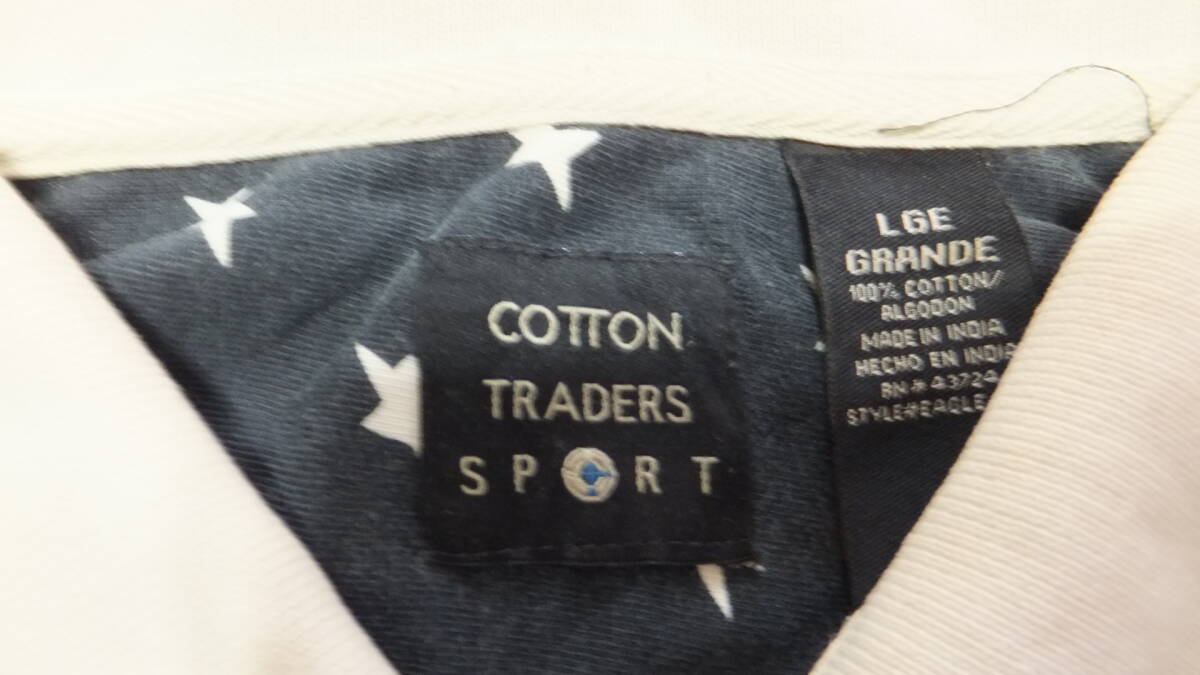 COTTON
TRADERS
SPORT
LGE
GRANDE
100% COTTON/
ALGODON
MADE IN INDIA
HECHO EN INDIA
RN # 43724
STYLE#EAGLE